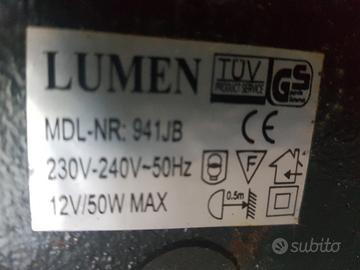 LUMEN
TÜV
PRODUCT SERVICE
GS
MDL-NR: 941JB
CE
230V-240V~50Hz
F
12V/50W MAX
0.5m
subito